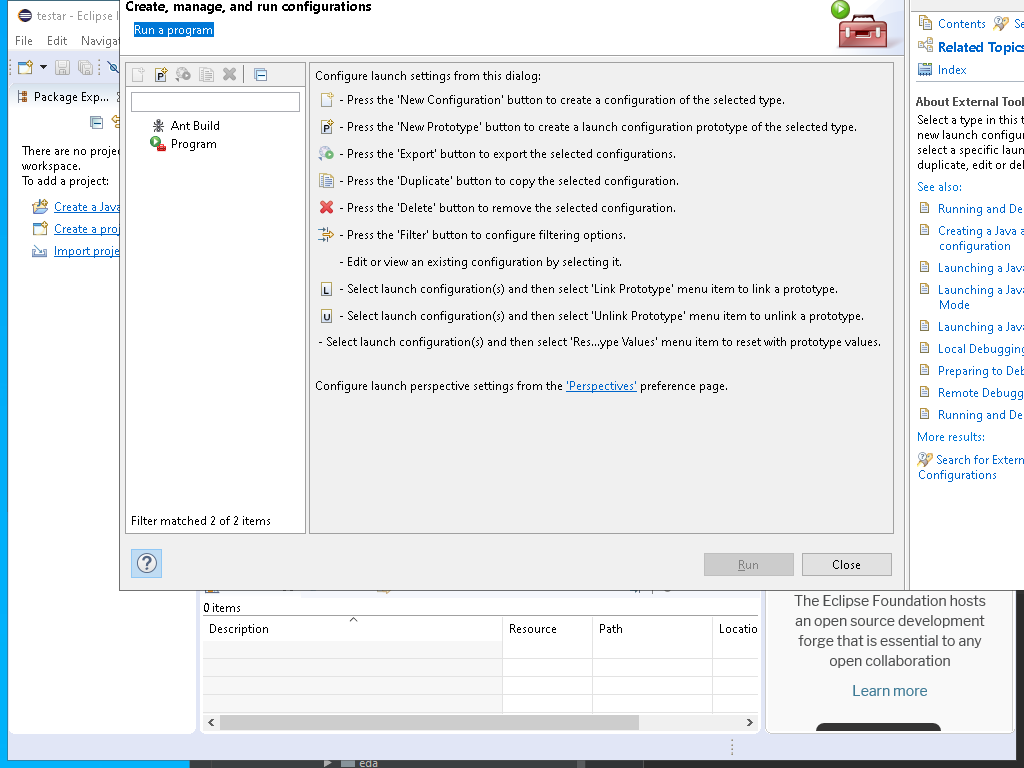 testar - Eclipse I
File Edit Navigat
Package Exp...
There are no projec
workspace.
To add a project:
Create a Java
Create a proj
Import proje
Create, manage, and run configurations
Run a program
Ant Build
Program
Filter matched 2 of 2 items
Configure launch settings from this dialog:
- Press the 'New Configuration' button to create a configuration of the selected type.
P - Press the 'New Prototype' button to create a launch configuration prototype of the selected type.
- Press the 'Export' button to export the selected configurations.
- Press the 'Duplicate' button to copy the selected configuration.
- Press the 'Delete' button to remove the selected configuration.
- Press the 'Filter' button to configure filtering options.
- Edit or view an existing configuration by selecting it.
L - Select launch configuration(s) and then select 'Link Prototype' menu item to link a prototype.
U - Select launch configuration(s) and then select 'Unlink Prototype' menu item to unlink a prototype.
- Select launch configuration(s) and then select 'Res...ype Values' menu item to reset with prototype values.
Configure launch perspective settings from the 'Perspectives' preference page.
?
Run Close
Contents Se
Related Topics
Index
About External Tool
Select a type in this t
new launch configur
select a specific laun
duplicate, edit or del
See also:
Running and De
Creating a Java a
configuration
Launching a Java
Launching a Java
Mode
Launching a Java
Local Debugging
Preparing to Deb
Remote Debugg
Running and De
More results:
Search for Extern
Configurations
0 items
Description Resource Path Locatio
The Eclipse Foundation hosts
an open source development
forge that is essential to any
open collaboration
Learn more
eda